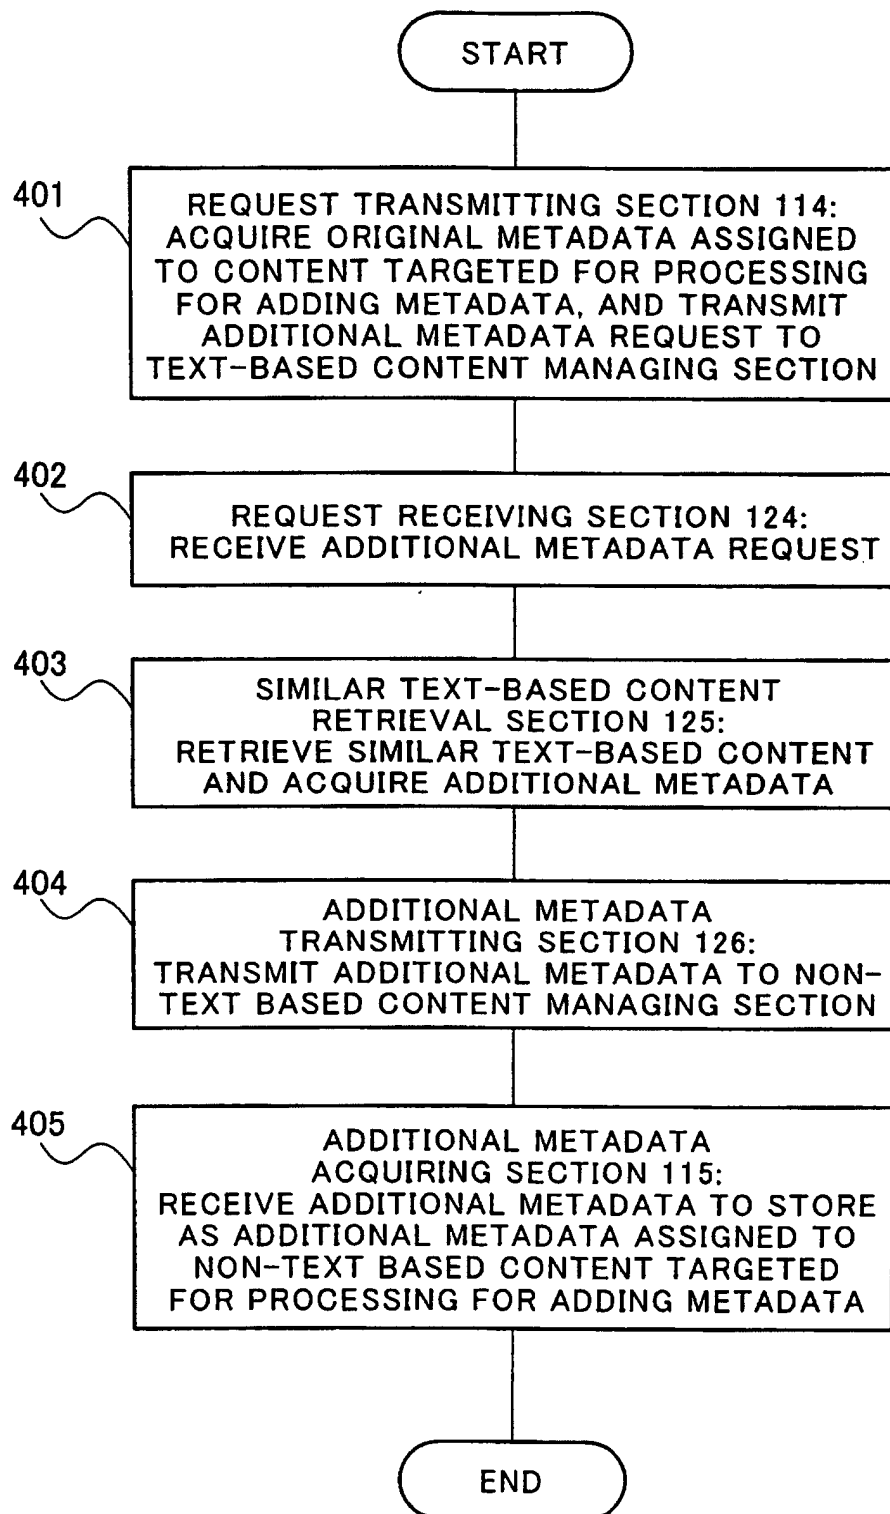 START
401
REQUEST TRANSMITTING SECTION 114:
ACQUIRE ORIGINAL METADATA ASSIGNED
TO CONTENT TARGETED FOR PROCESSING
FOR ADDING METADATA, AND TRANSMIT
ADDITIONAL METADATA REQUEST TO
TEXT-BASED CONTENT MANAGING SECTION
402
REQUEST RECEIVING SECTION 124:
RECEIVE ADDITIONAL METADATA REQUEST
403
SIMILAR TEXT-BASED CONTENT
RETRIEVAL SECTION 125:
RETRIEVE SIMILAR TEXT-BASED CONTENT
AND ACQUIRE ADDITIONAL METADATA
404
ADDITIONAL METADATA
TRANSMITTING SECTION 126:
TRANSMIT ADDITIONAL METADATA TO NON-
TEXT BASED CONTENT MANAGING SECTION
405
ADDITIONAL METADATA
ACQUIRING SECTION 115:
RECEIVE ADDITIONAL METADATA TO STORE
AS ADDITIONAL METADATA ASSIGNED TO
NON-TEXT BASED CONTENT TARGETED
FOR PROCESSING FOR ADDING METADATA
END